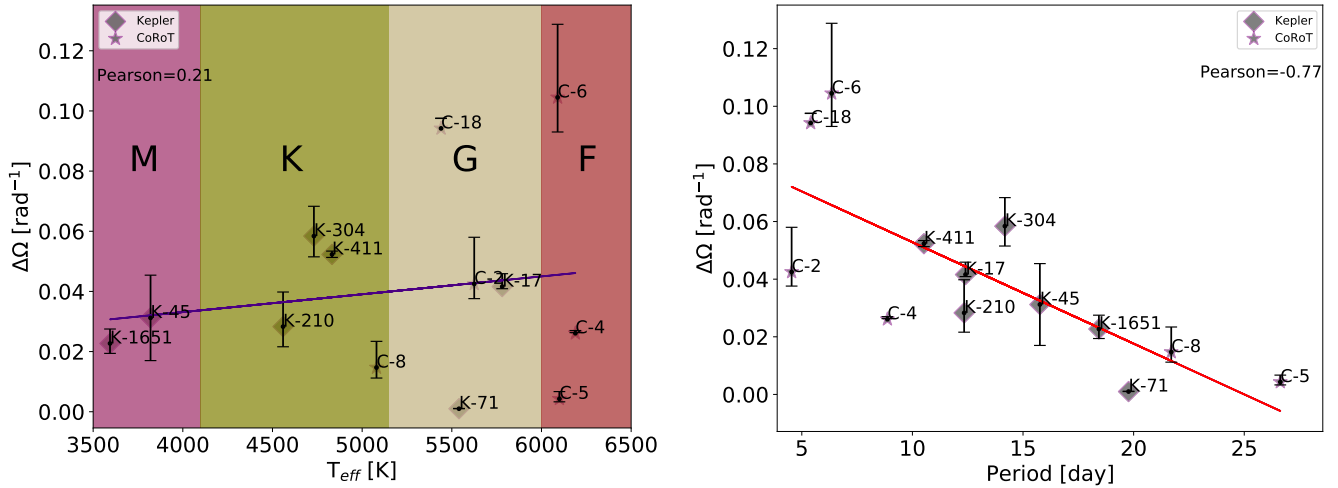 Kepler
CoRoT
Pearson=0.21
M
K
G
F
C-6
C-18
K-304
K-411
C-2
K-17
K-45
K-210
K-1651
C-4
C-8
C-5
K-71
0.12
0.10
0.08
0.06
0.04
0.02
0.00
ΔΩ [rad⁻¹]
3500 4000 4500 5000 5500 6000 6500
T_eff [K]
Kepler
CoRoT
Pearson=-0.77
C-6
C-18
K-304
K-411
K-17
C-2
K-45
K-210
C-4
K-1651
C-8
C-5
K-71
0.12
0.10
0.08
0.06
0.04
0.02
0.00
ΔΩ [rad⁻¹]
5 10 15 20 25
Period [day]